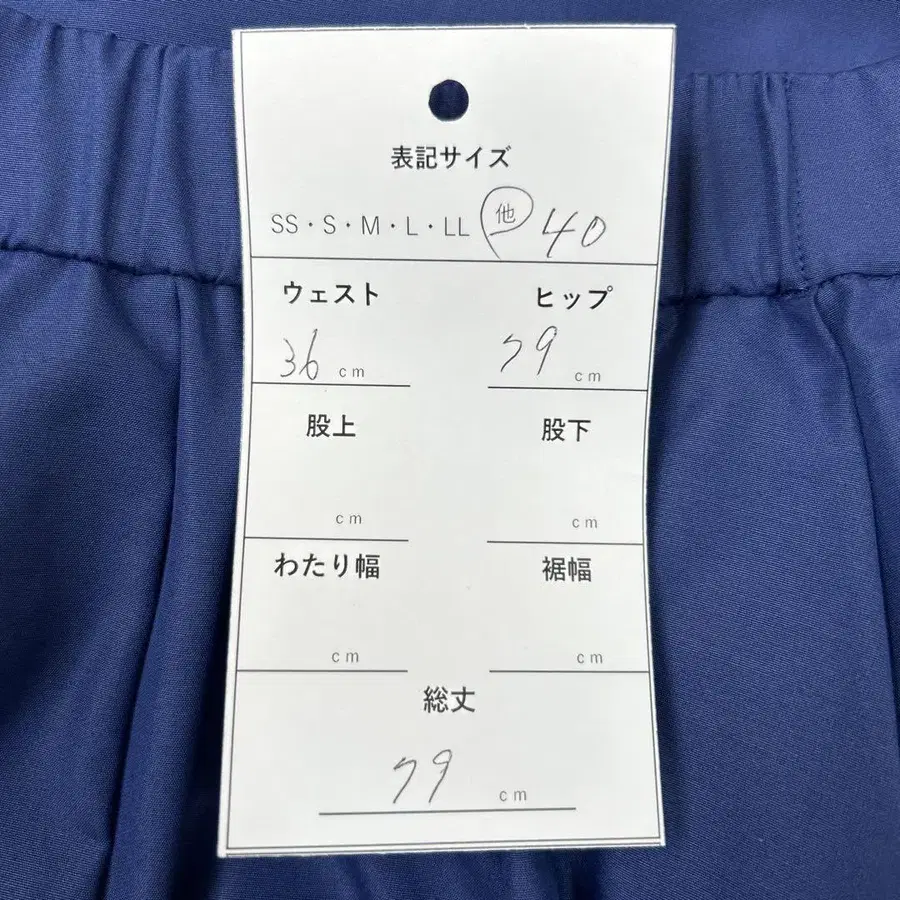 表記サイズ
SS・S・M・L・LL 他 40
ウェスト ヒップ
36 cm 79 cm
股上 股下
cm cm
わたり幅 裾幅
cm cm
総丈
79 cm